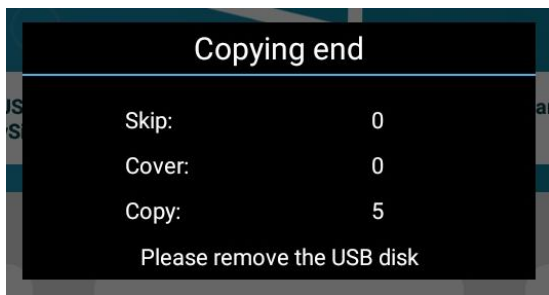 Copying end
Skip: 0
Cover: 0
Copy: 5
Please remove the USB disk